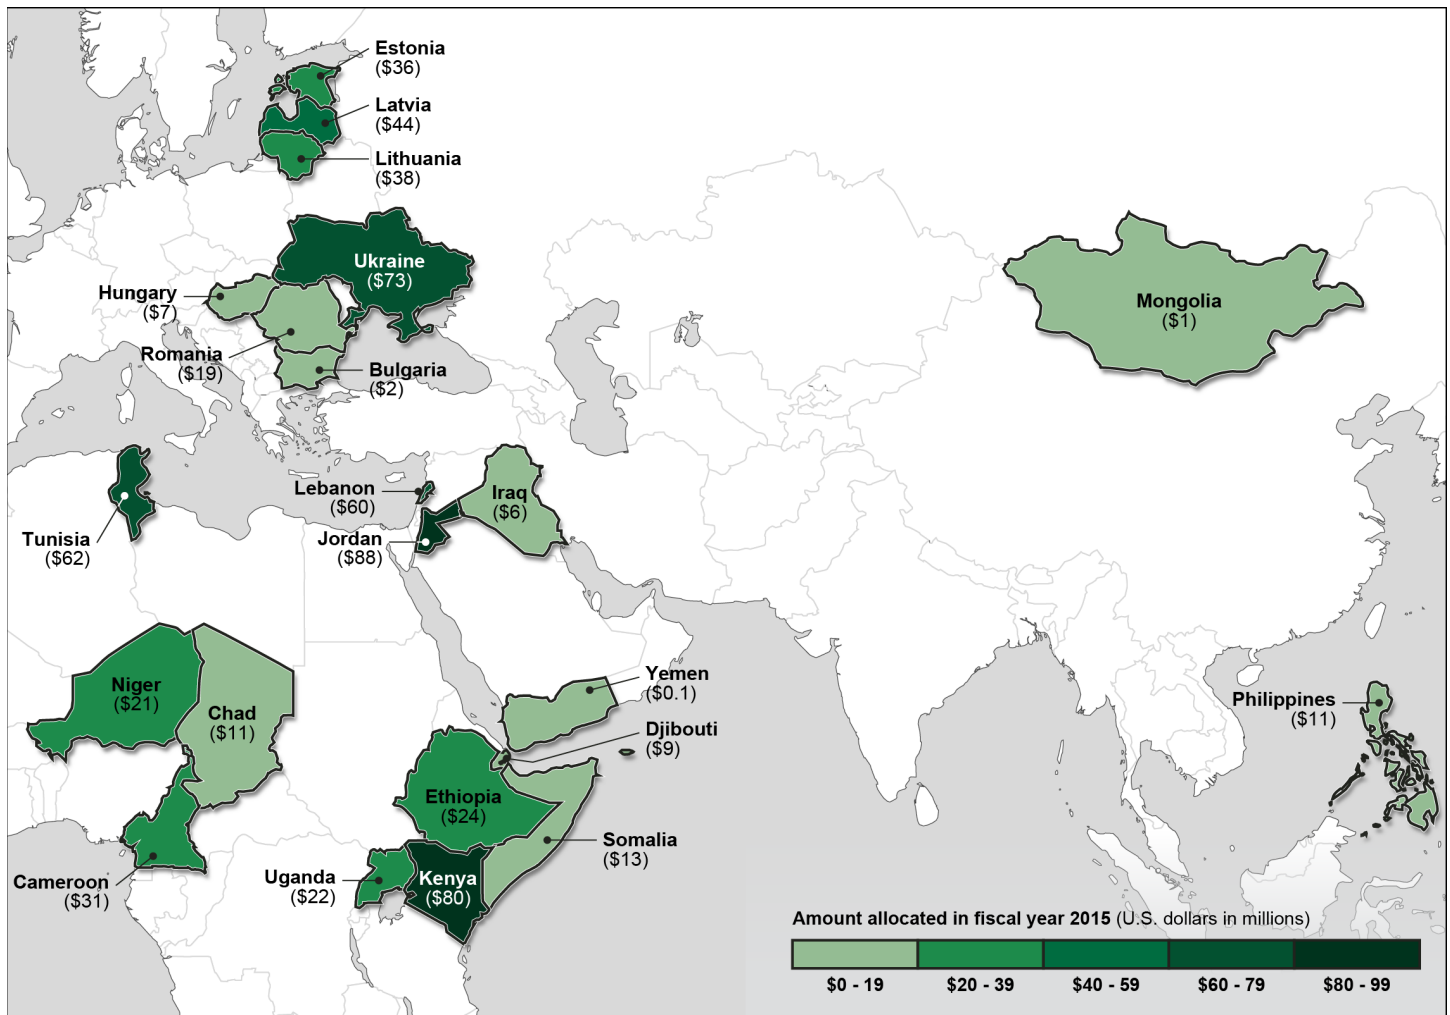 Estonia
($36)
Latvia
($44)
Lithuania
($38)
Ukraine
($73)
Hungary
($7)
Romania
($19)
Bulgaria
($2)
Mongolia
($1)
Tunisia
($62)
Lebanon
($60)
Jordan
($88)
Iraq
($6)
Niger
($21)
Chad
($11)
Cameroon
($31)
Yemen
($0.1)
Djibouti
($9)
Ethiopia
($24)
Somalia
($13)
Uganda
($22)
Kenya
($80)
Philippines
($11)
Amount allocated in fiscal year 2015 (U.S. dollars in millions)
$0 - 19 $20 - 39 $40 - 59 $60 - 79 $80 - 99